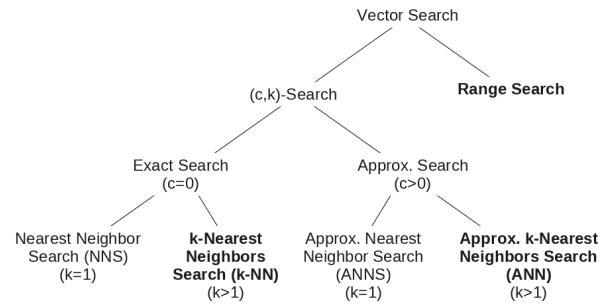 Vector Search
(c,k)-Search
Range Search
Exact Search
(c=0)
Approx. Search
(c>0)
Nearest Neighbor
Search (NNS)
(k=1)
k-Nearest
Neighbors
Search (k-NN)
(k>1)
Approx. Nearest
Neighbor Search
(ANNS)
(k=1)
Approx. k-Nearest
Neighbors Search
(ANN)
(k>1)